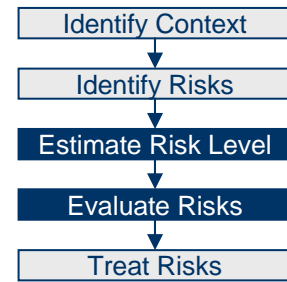 Identify Context
Identify Risks
Estimate Risk Level
Evaluate Risks
Treat Risks